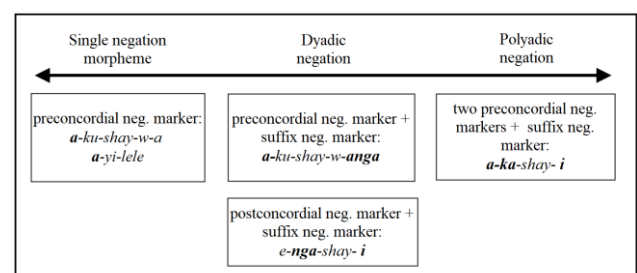 Single negation
morpheme
Dyadic
negation
Polyadic
negation
preconcordial neg. marker:
a-ku-shay-w-a
a-yi-lele
preconcordial neg. marker +
suffix neg. marker:
a-ku-shay-w-anga
two preconcordial neg.
markers + suffix neg.
marker:
a-ka-shay- i
postconcordial neg. marker +
suffix neg. marker:
e-nga-shay- i